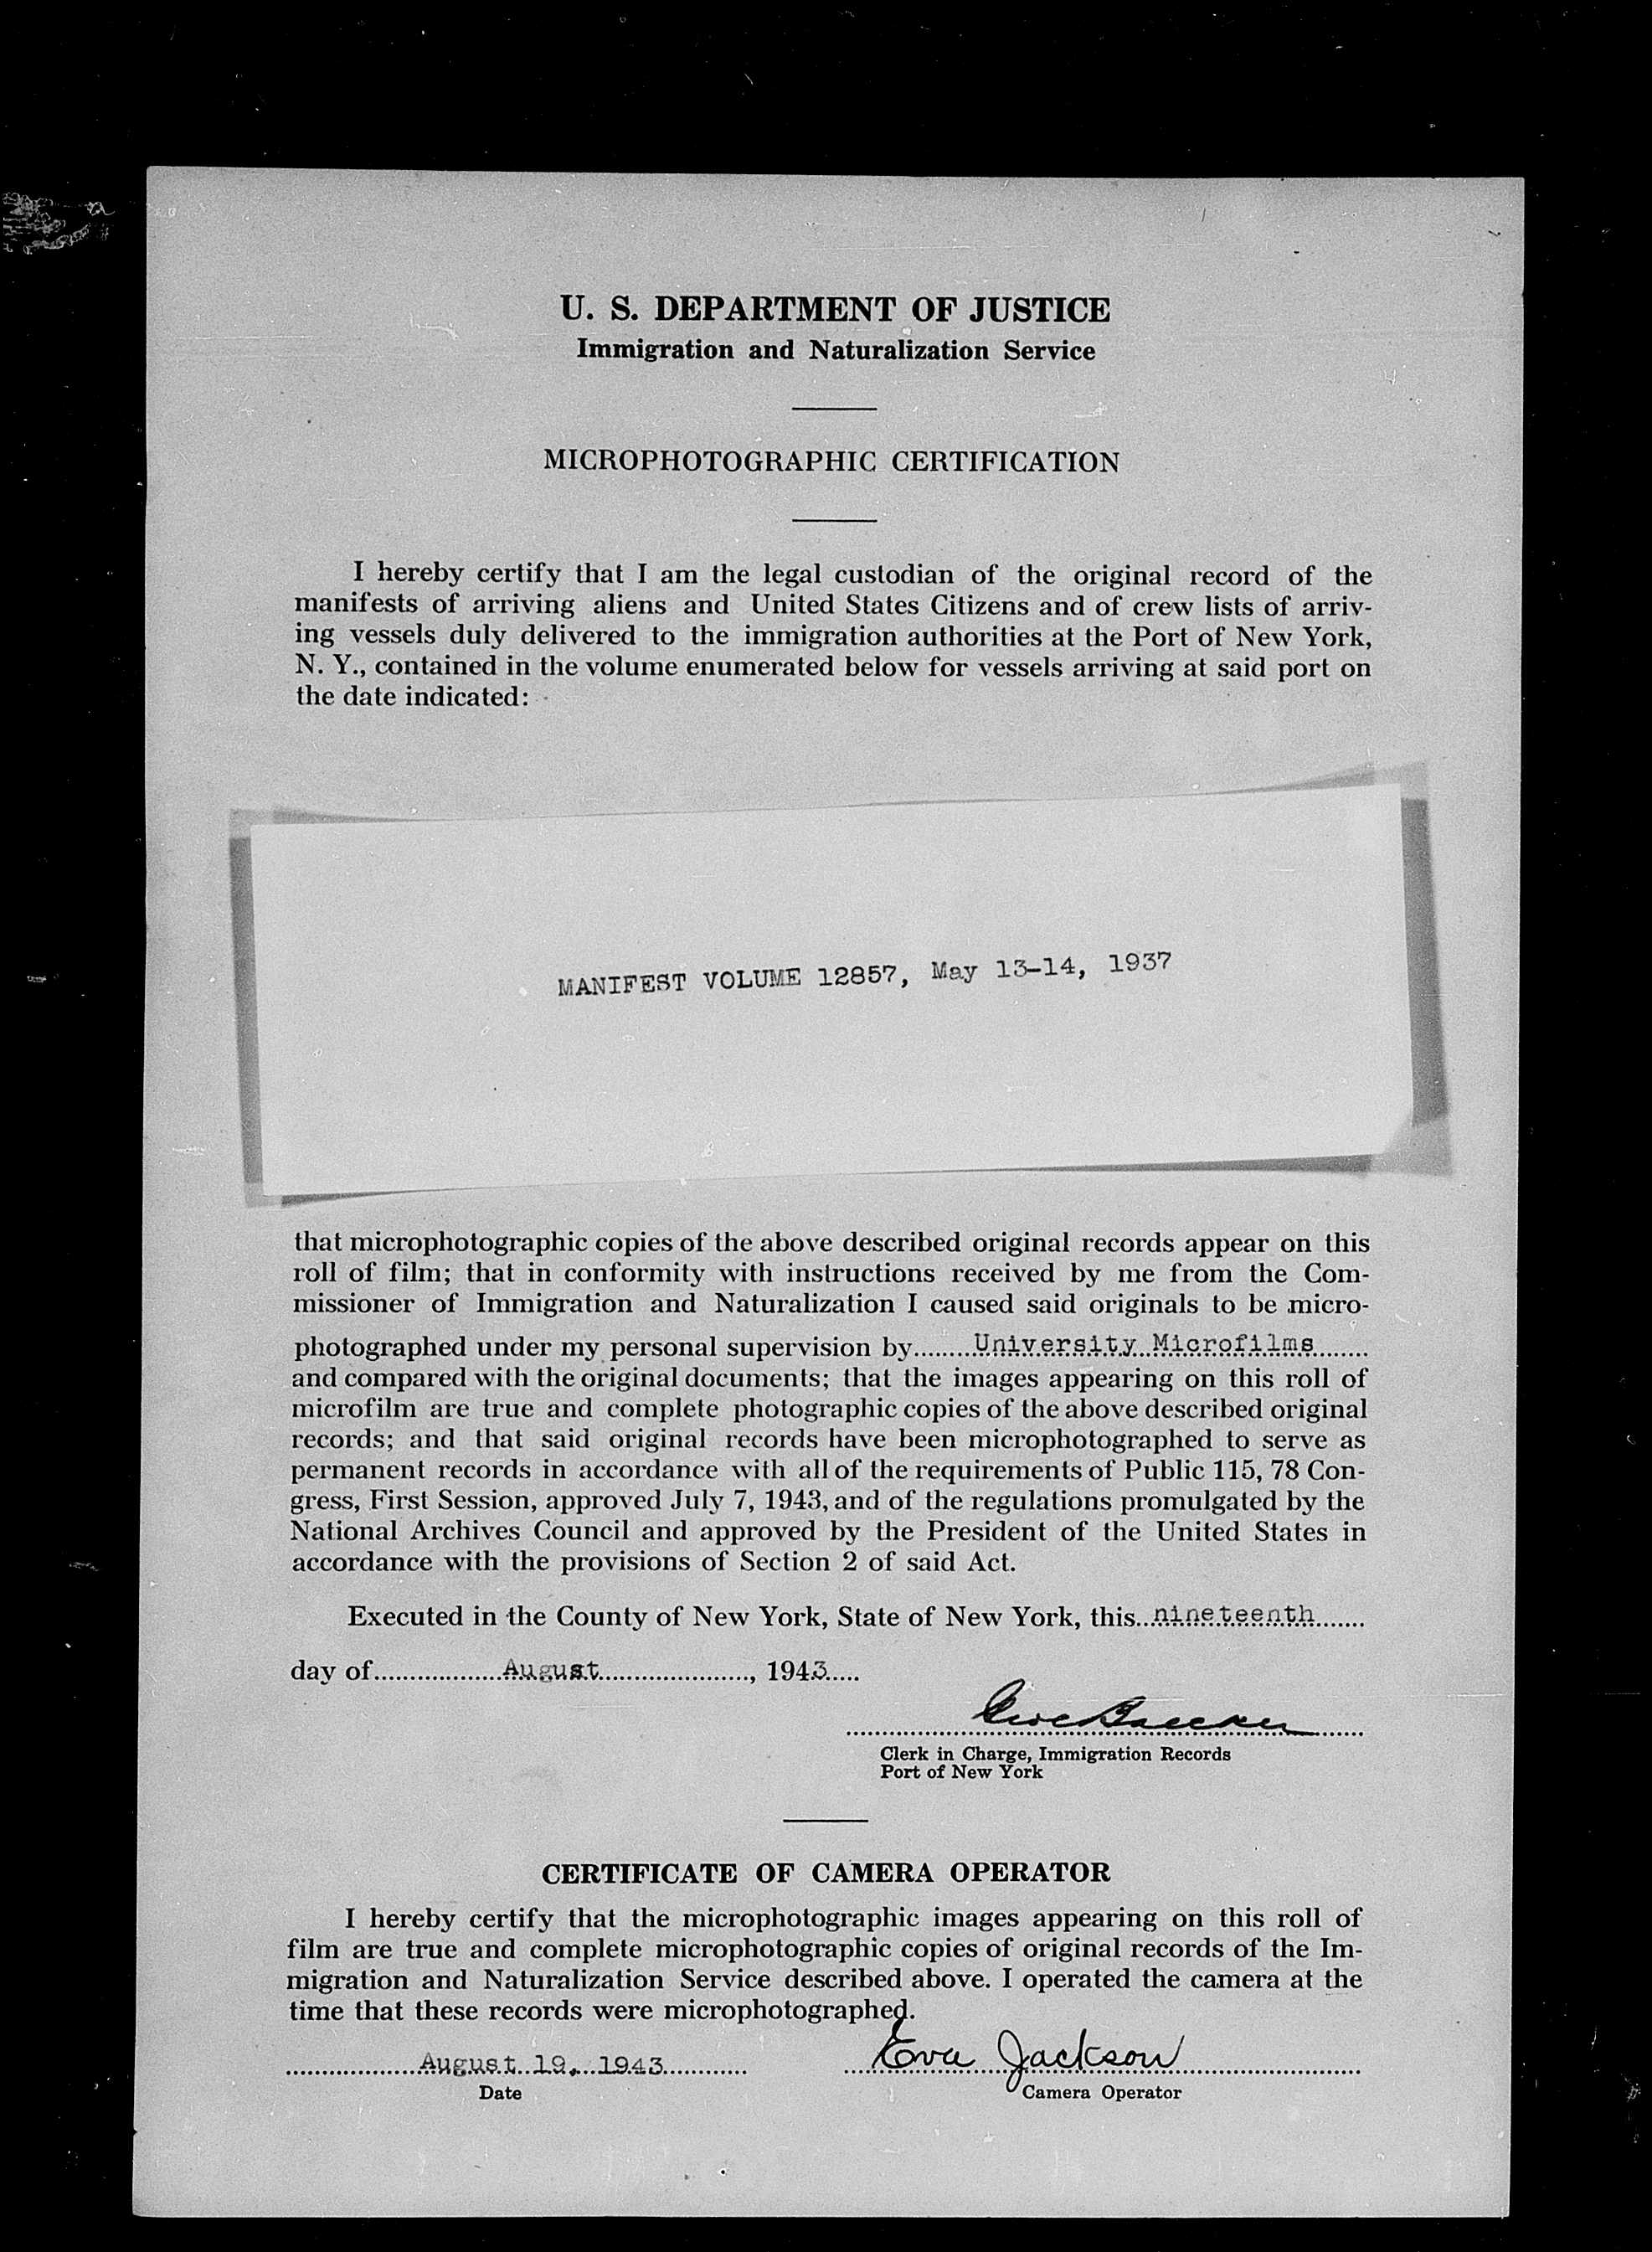 U. S. DEPARTMENT OF JUSTICE
Immigration and Naturalization Service
MICROPHOTOGRAPHIC CERTIFICATION
I hereby certify that I am the legal custodian of the original record of the
manifests of arriving aliens and United States Citizens and of crew lists of arriv-
ing vessels duly delivered to the immigration authorities at the Port of New York,
N. Y., contained in the volume enumerated below for vessels arriving at said port on
the date indicated:
MANIFEST VOLUME 12857, May 13-14, 1937
that microphotographic copies of the above described original records appear on this
roll of film; that in conformity with instructions received by me from the Com-
missioner of Immigration and Naturalization I caused said originals to be micro-
photographed under my personal supervision by University Microfilms
and compared with the original documents; that the images appearing on this roll of
microfilm are true and complete photographic copies of the above described original
records; and that said original records have been microphotographed to serve as
permanent records in accordance with all of the requirements of Public 115, 78 Con-
gress, First Session, approved July 7, 1943, and of the regulations promulgated by the
National Archives Council and approved by the President of the United States in
accordance with the provisions of Section 2 of said Act.
Executed in the County of New York, State of New York, this nineteenth
day of August, 1943
Clerk in Charge, Immigration Records
Port of New York
CERTIFICATE OF CAMERA OPERATOR
I hereby certify that the microphotographic images appearing on this roll of
film are true and complete microphotographic copies of original records of the Im-
migration and Naturalization Service described above. I operated the camera at the
time that these records were microphotographed.
August 19, 1943 Eva Jackson
Date Camera Operator